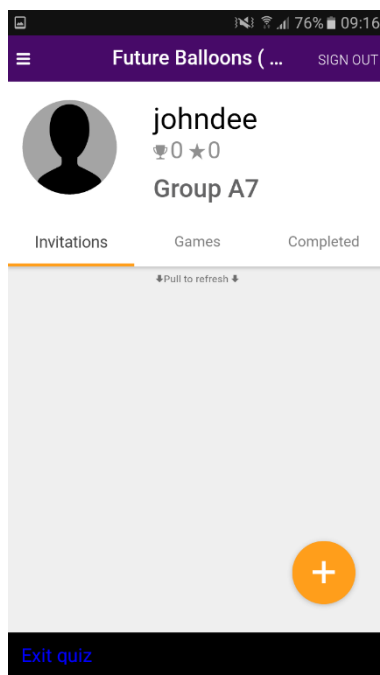 76% 09:16
Future Balloons ( ... SIGN OUT
johndee
0 0
Group A7
Invitations Games Completed
Pull to refresh
Exit quiz